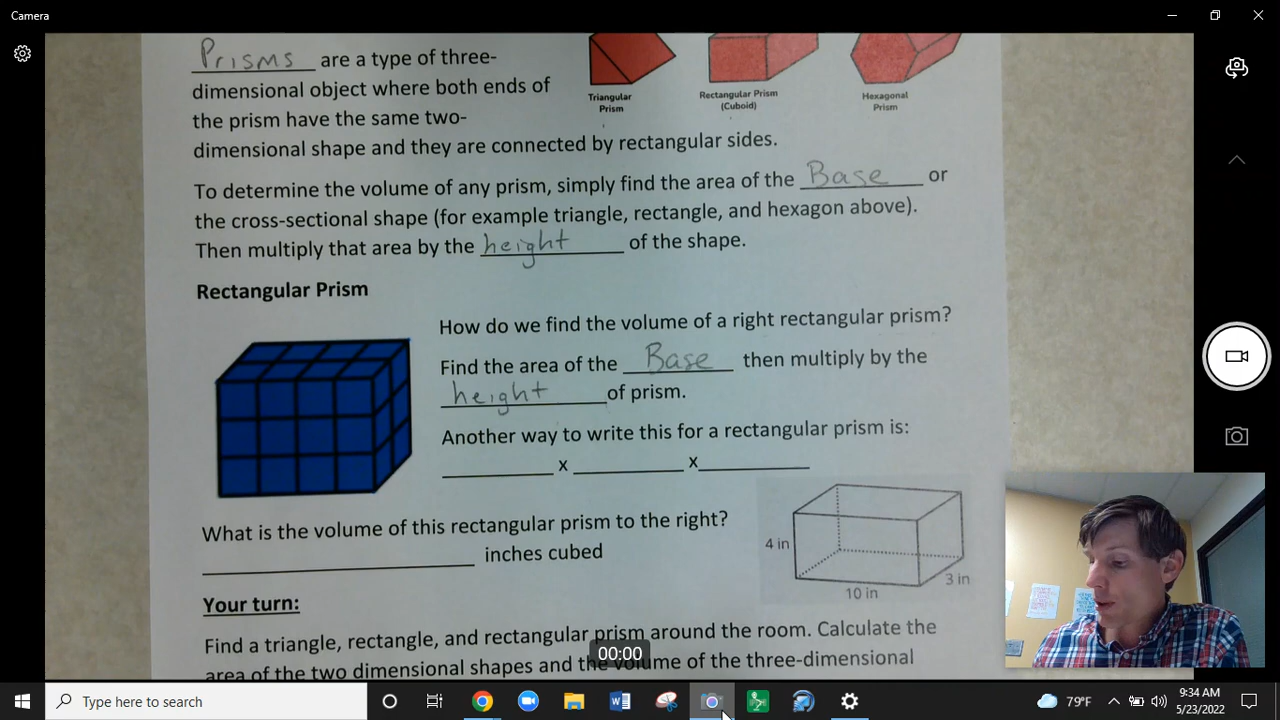 Camera
Prisms are a type of three-
dimensional object where both ends of
the prism have the same two-
dimensional shape and they are connected by rectangular sides.
Triangular
Prism
Rectangular Prism
(Cuboid)
Hexagonal
Prism
To determine the volume of any prism, simply find the area of the Base or
the cross-sectional shape (for example triangle, rectangle, and hexagon above).
Then multiply that area by the height of the shape.
Rectangular Prism
How do we find the volume of a right rectangular prism?
Find the area of the Base then multiply by the
height of prism.
Another way to write this for a rectangular prism is:
x x
What is the volume of this rectangular prism to the right?
inches cubed
4 in
10 in
3 in
Your turn:
Find a triangle, rectangle, and rectangular prism around the room. Calculate the
area of the two dimensional shapes and the volume of the three-dimensional
00:00
Type here to search
79°F
9:34 AM
5/23/2022